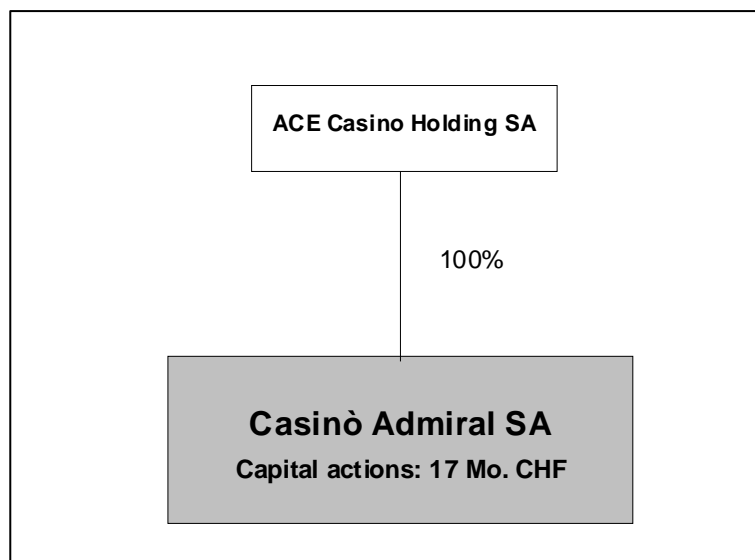 ACE Casino Holding SA
100%
Casinò Admiral SA
Capital actions: 17 Mo. CHF